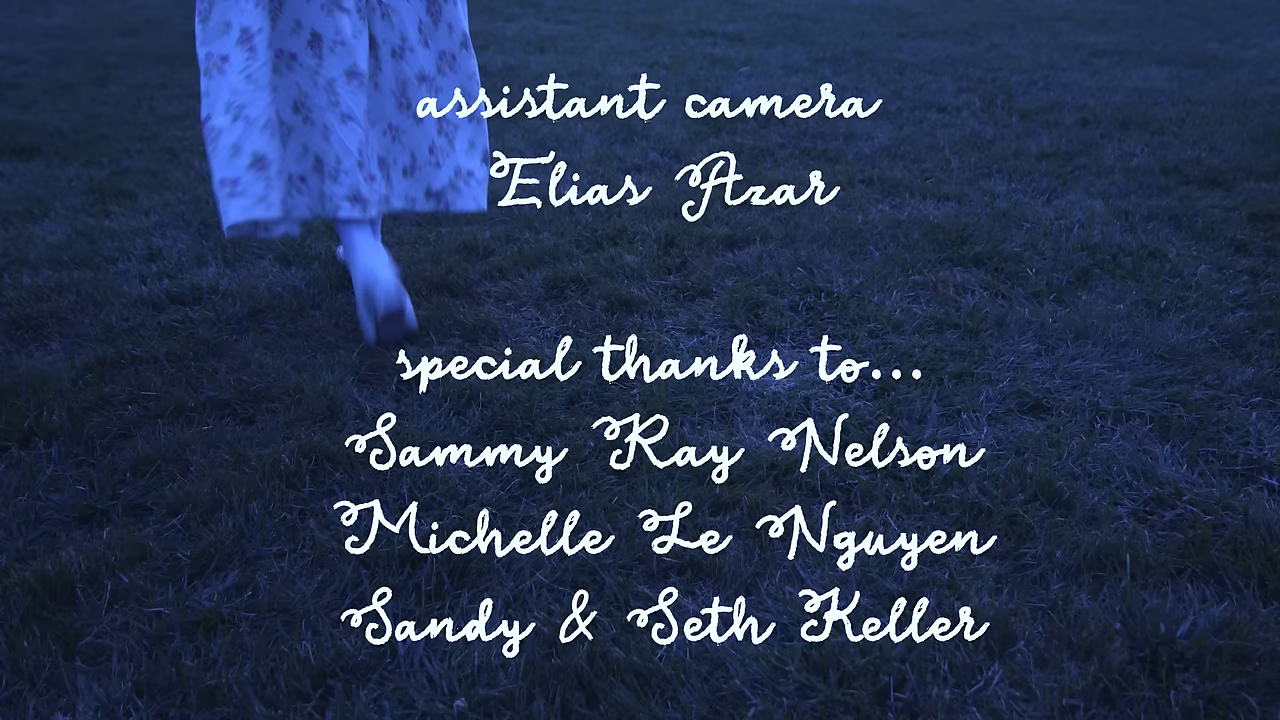 assistant camera
Elias Azar
special thanks to...
Sammy Ray Nelson
Michelle Le Nguyen
Sandy & Seth Keller